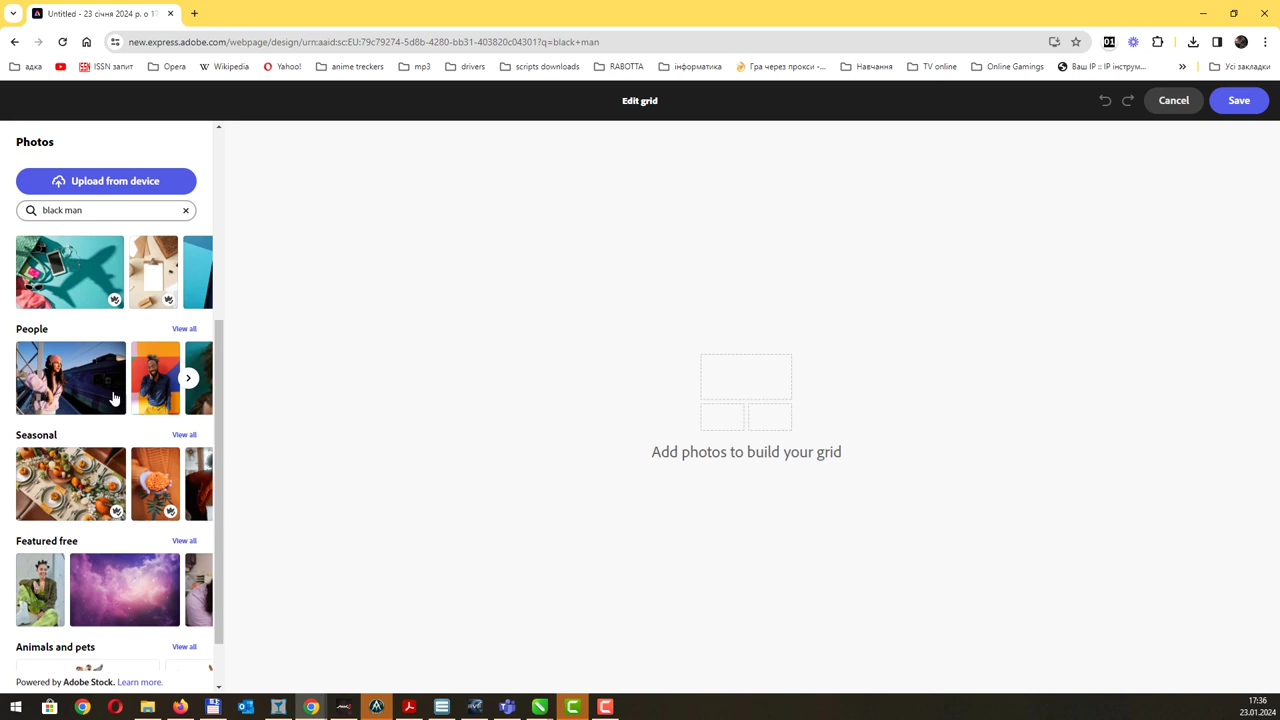 Untitled - 23 січня 2024 р. о 17
new.express.adobe.com/webpage/design/urn:aaid:sc:EU:79c79274-5d8b-4280-bb31-403820c04301?q=black+man
адка
ISSN запит
Opera
Wikipedia
Yahoo!
anime treckers
mp3
drivers
scripts downloads
RABOTTA
інформатика
Гра через прокси -...
Навчання
TV online
Online Gamings
Ваш IP :: IP інструм...
Усі закладки
Edit grid
Cancel
Save
Photos
Upload from device
black man
People
View all
Seasonal
View all
Featured free
View all
Animals and pets
View all
Powered by Adobe Stock. Learn more.
Add photos to build your grid
17:36
23.01.2024